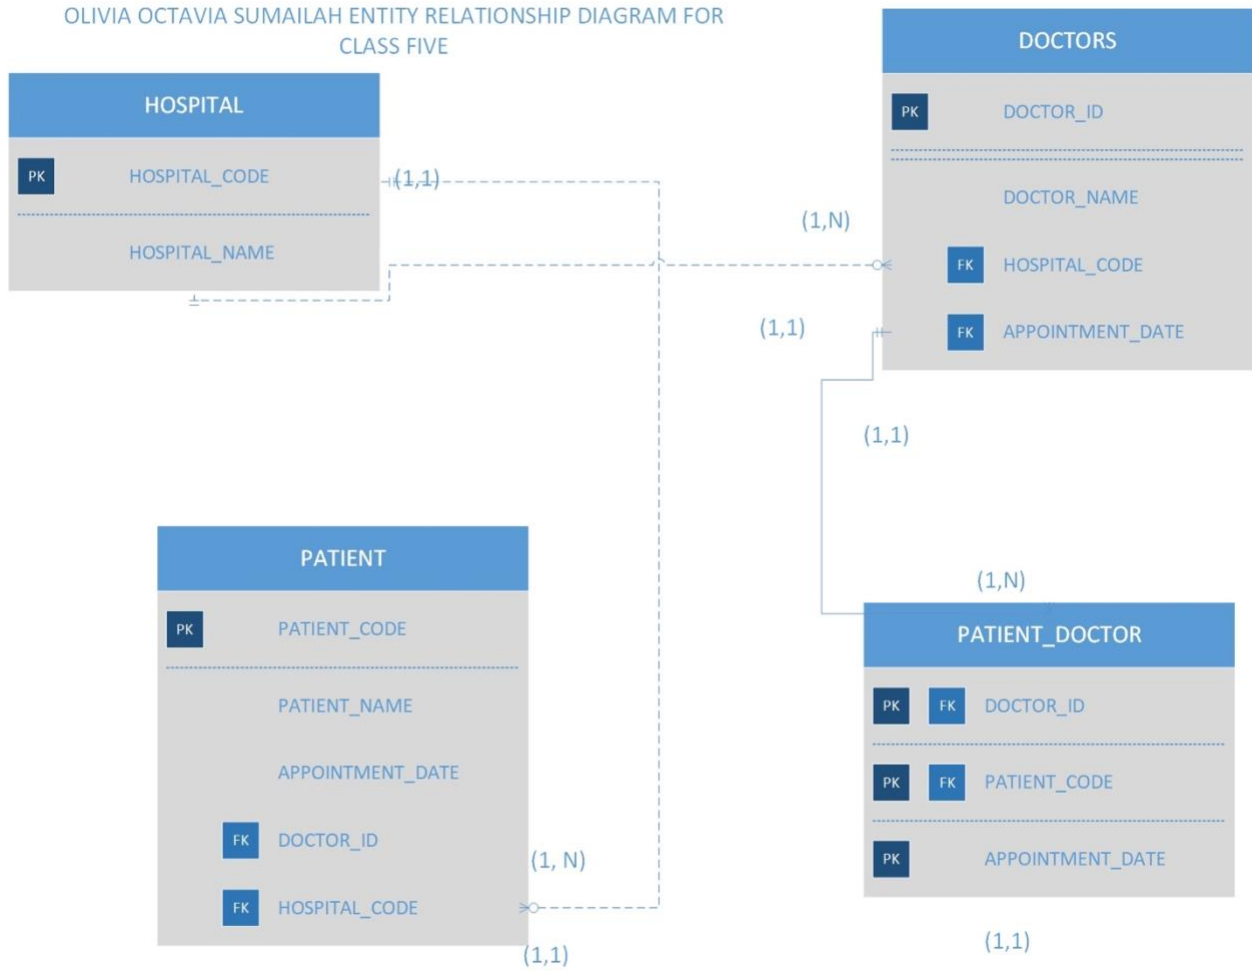 OLIVIA OCTAVIA SUMAILAH ENTITY RELATIONSHIP DIAGRAM FOR
CLASS FIVE
HOSPITAL
PK HOSPITAL_CODE
HOSPITAL_NAME
(1,1)
DOCTORS
PK DOCTOR_ID
DOCTOR_NAME
(1,N)
FK HOSPITAL_CODE
(1,1)
FK APPOINTMENT_DATE
(1,1)
PATIENT
PK PATIENT_CODE
PATIENT_NAME
APPOINTMENT_DATE
FK DOCTOR_ID
(1, N)
FK HOSPITAL_CODE
(1,1)
(1,N)
PATIENT_DOCTOR
PK FK DOCTOR_ID
PK FK PATIENT_CODE
PK APPOINTMENT_DATE
(1,1)